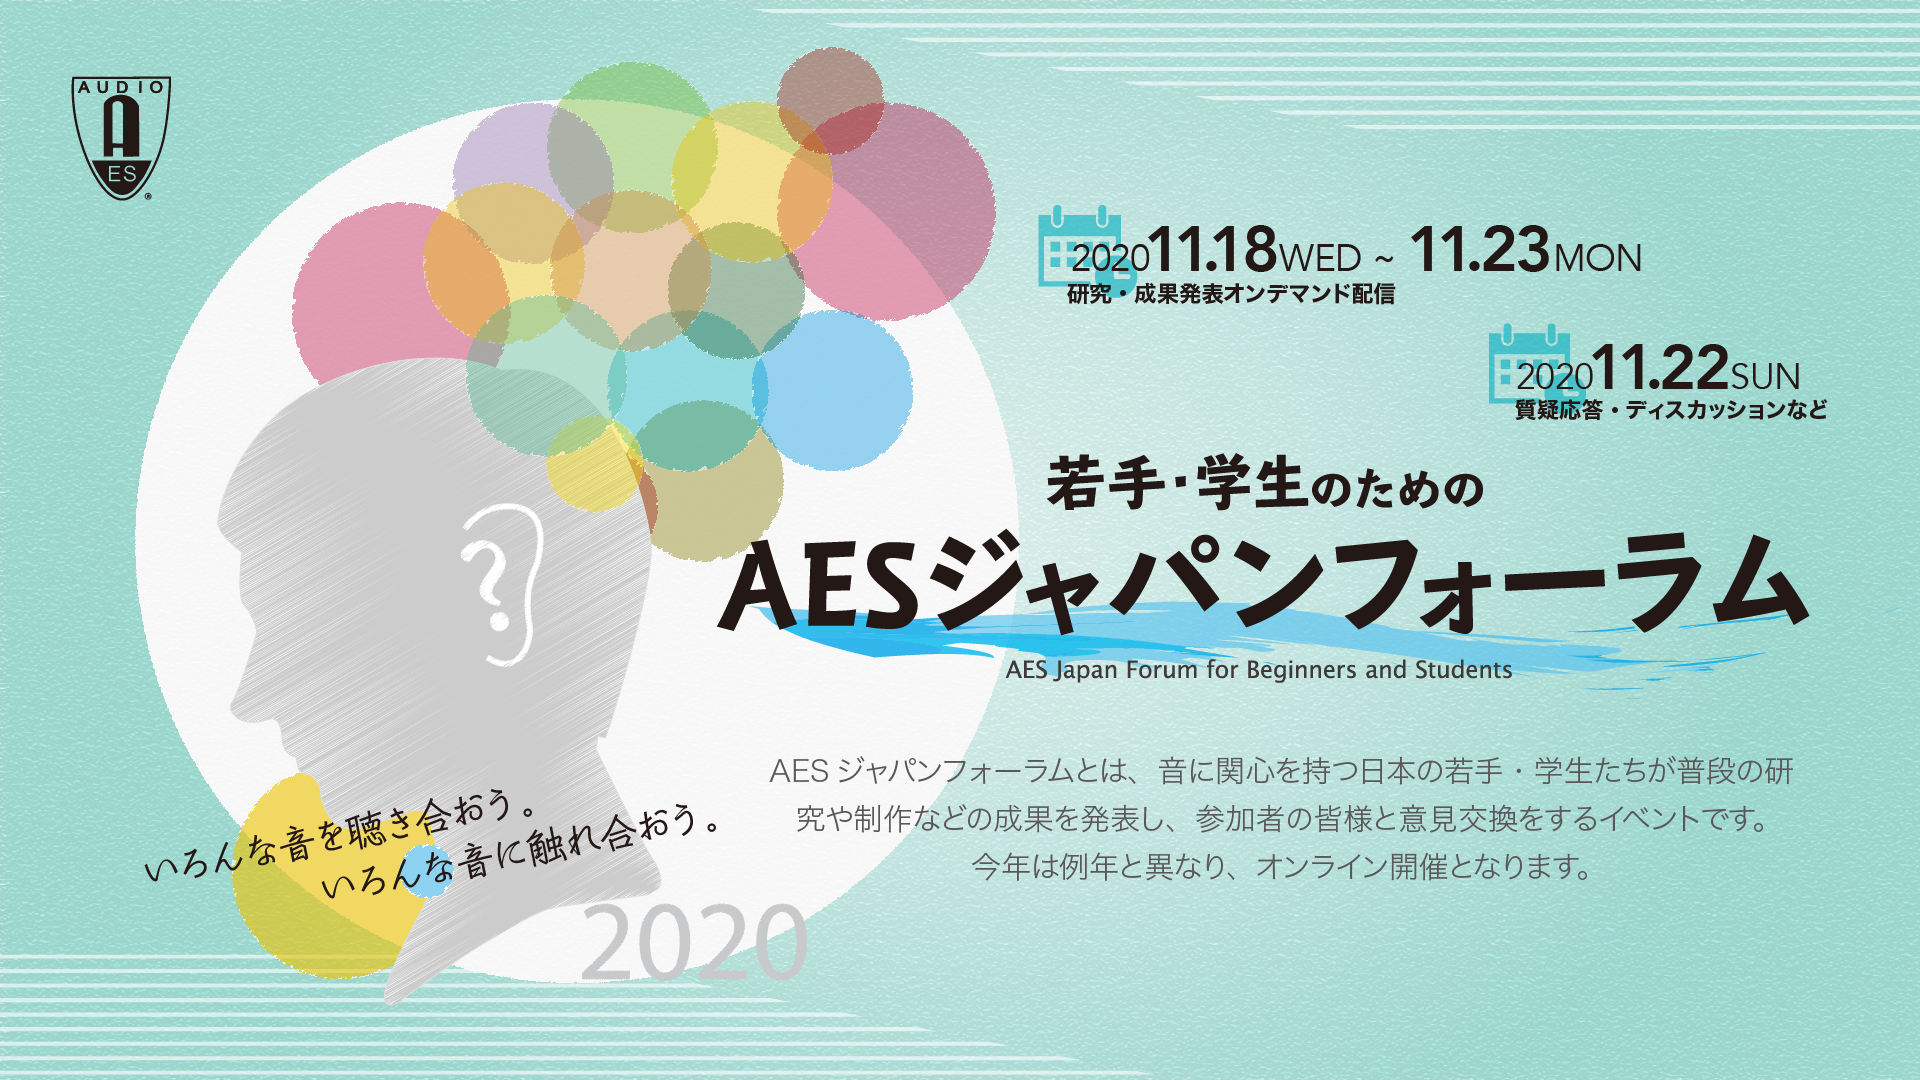 AUDIO
A
ES
®
2020 11.18 WED ~ 11.23 MON
研究・成果発表オンデマンド配信
2020 11.22 SUN
質疑応答・ディスカッションなど
若手・学生のための
AESジャパンフォーラム
AES Japan Forum for Beginners and Students
AES ジャパンフォーラムとは、音に関心を持つ日本の若手・学生たちが普段の研
究や制作などの成果を発表し、参加者の皆様と意見交換をするイベントです。
今年は例年と異なり、オンライン開催となります。
いろんな音を聴き合おう。
いろんな音に触れ合おう。
2020